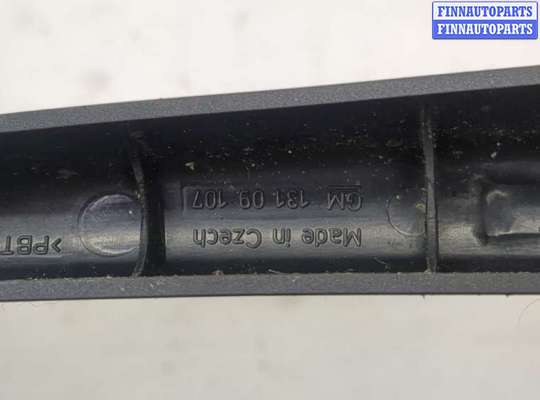 FINNAUTOPARTS
FINNAUTOPARTS
Made in Czech
GM 131 09 107
>PBT